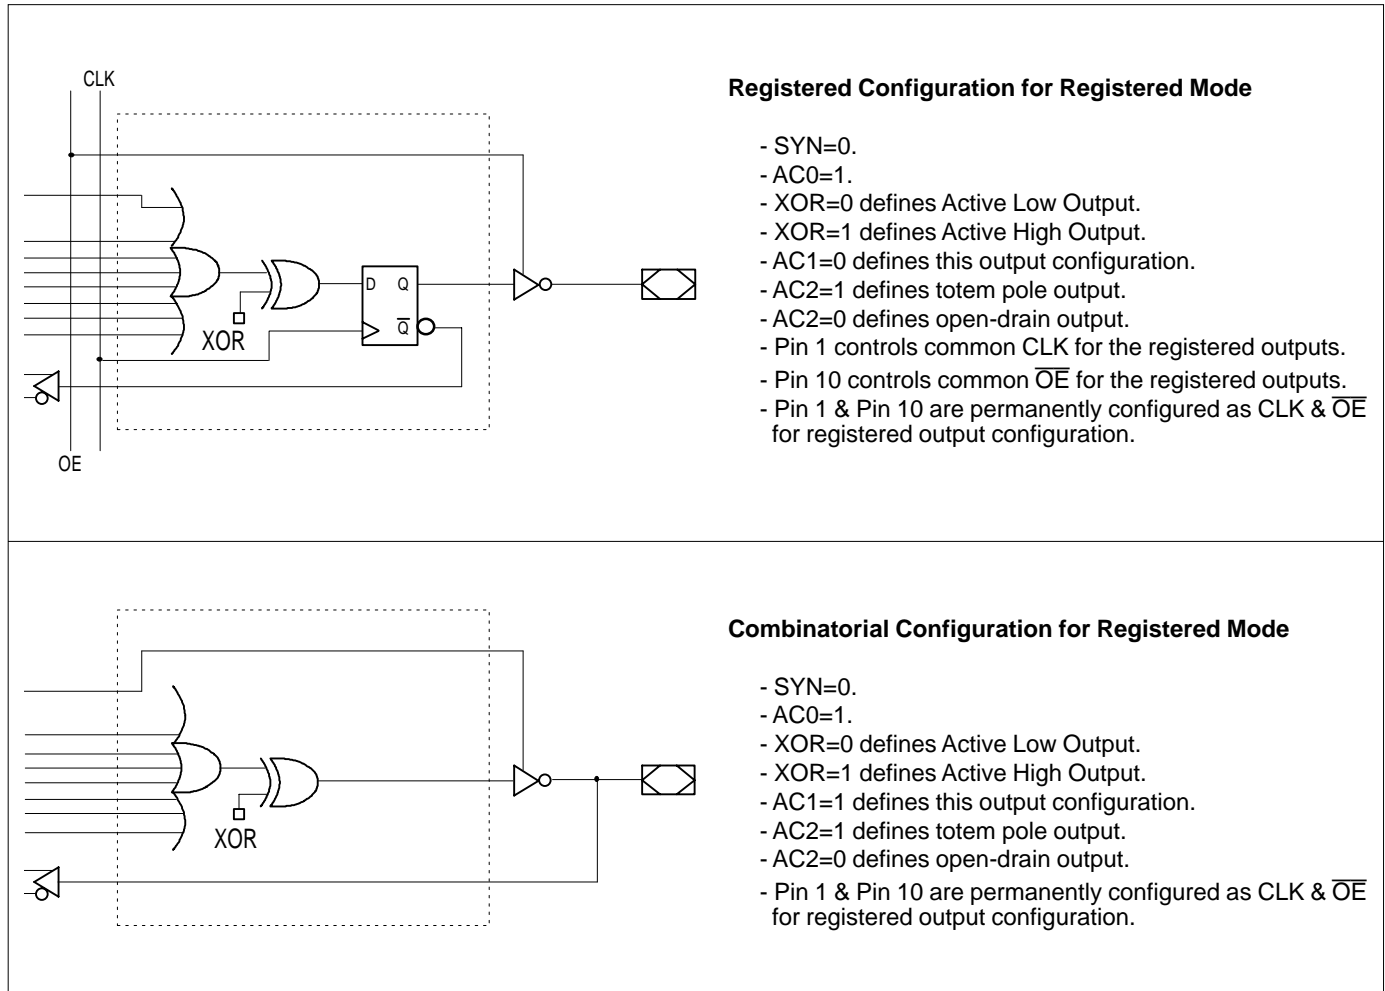 CLK
D Q
Q̅
XOR
OE
Registered Configuration for Registered Mode
- SYN=0.
- AC0=1.
- XOR=0 defines Active Low Output.
- XOR=1 defines Active High Output.
- AC1=0 defines this output configuration.
- AC2=1 defines totem pole output.
- AC2=0 defines open-drain output.
- Pin 1 controls common CLK for the registered outputs.
- Pin 10 controls common O̅E̅ for the registered outputs.
- Pin 1 & Pin 10 are permanently configured as CLK & O̅E̅
for registered output configuration.
XOR
Combinatorial Configuration for Registered Mode
- SYN=0.
- AC0=1.
- XOR=0 defines Active Low Output.
- XOR=1 defines Active High Output.
- AC1=1 defines this output configuration.
- AC2=1 defines totem pole output.
- AC2=0 defines open-drain output.
- Pin 1 & Pin 10 are permanently configured as CLK & O̅E̅
for registered output configuration.